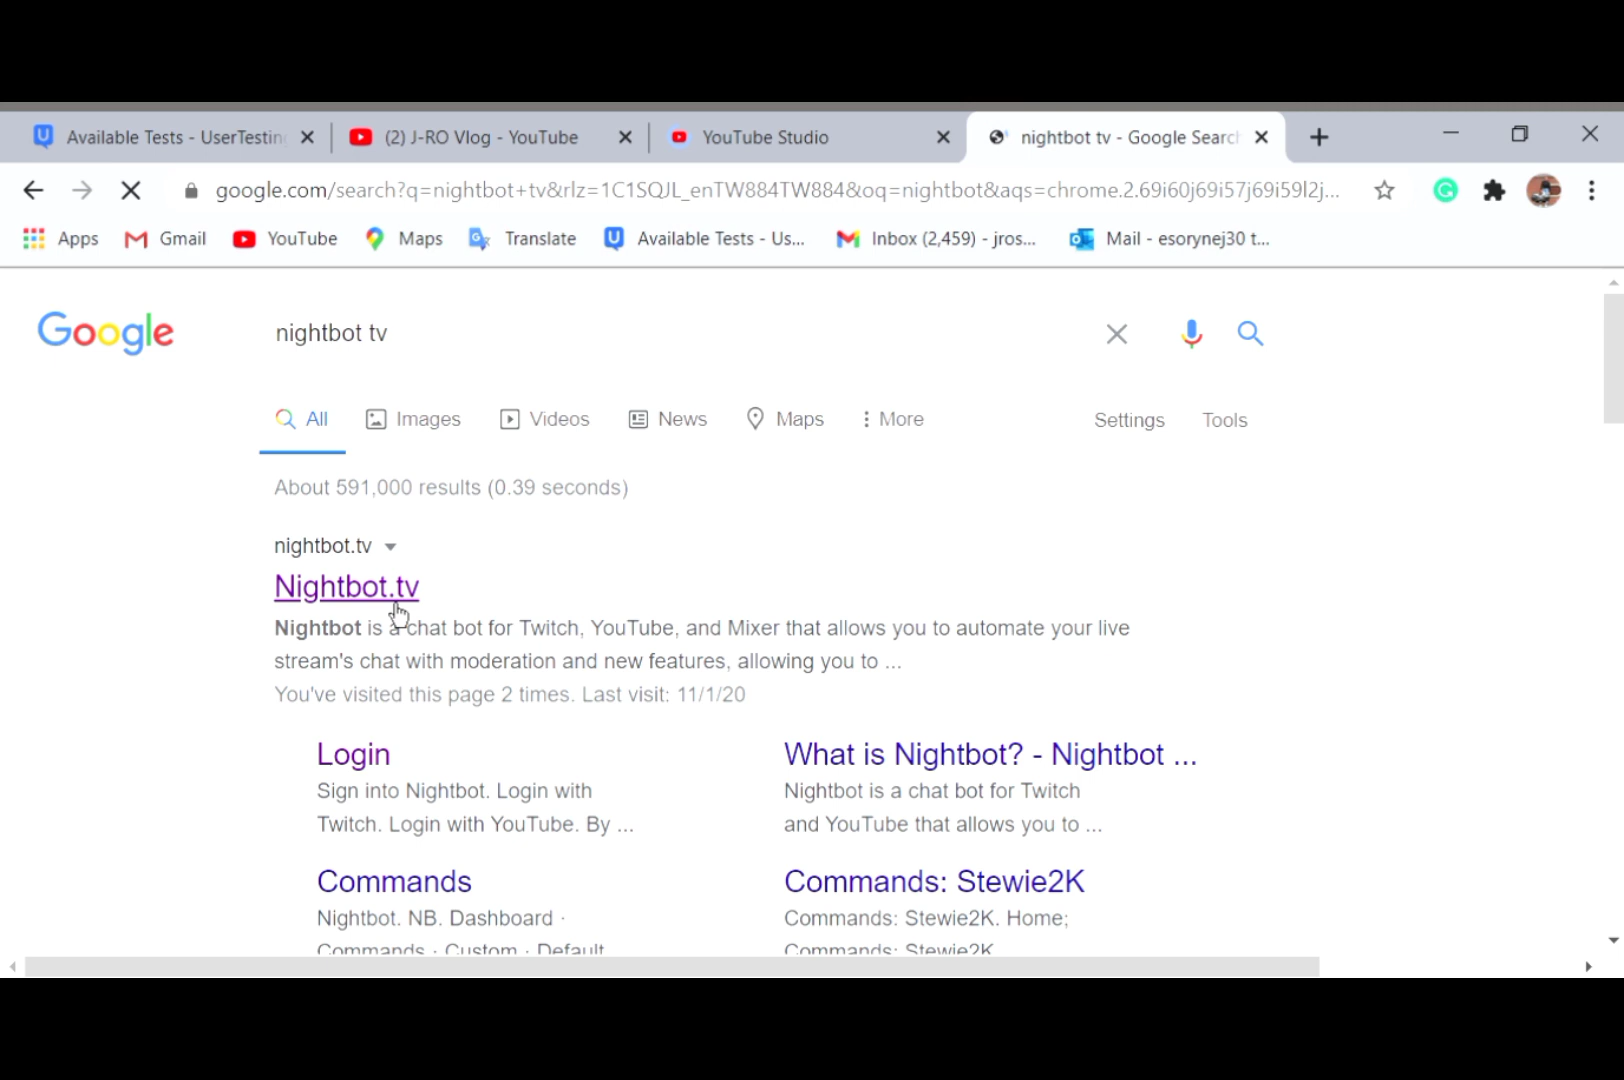 Available Tests - UserTesting
(2) J-RO Vlog - YouTube
YouTube Studio
nightbot tv - Google Search
google.com/search?q=nightbot+tv&rlz=1C1SQJL_enTW884TW884&oq=nightbot&aqs=chrome.2.69i60j69i57j69i59l2j...
Apps
Gmail
YouTube
Maps
Translate
Available Tests - Us...
Inbox (2,459) - jros...
Mail - esorynej30 t...
Google
nightbot tv
All
Images
Videos
News
Maps
More
Settings
Tools
About 591,000 results (0.39 seconds)
nightbot.tv
Nightbot.tv
Nightbot is a chat bot for Twitch, YouTube, and Mixer that allows you to automate your live
stream's chat with moderation and new features, allowing you to ...
You've visited this page 2 times. Last visit: 11/1/20
Login
Sign into Nightbot. Login with
Twitch. Login with YouTube. By ...
What is Nightbot? - Nightbot ...
Nightbot is a chat bot for Twitch
and YouTube that allows you to ...
Commands
Nightbot. NB. Dashboard ·
Commands · Custom · Default
Commands: Stewie2K
Commands: Stewie2K. Home;
Commands: Stewie2K